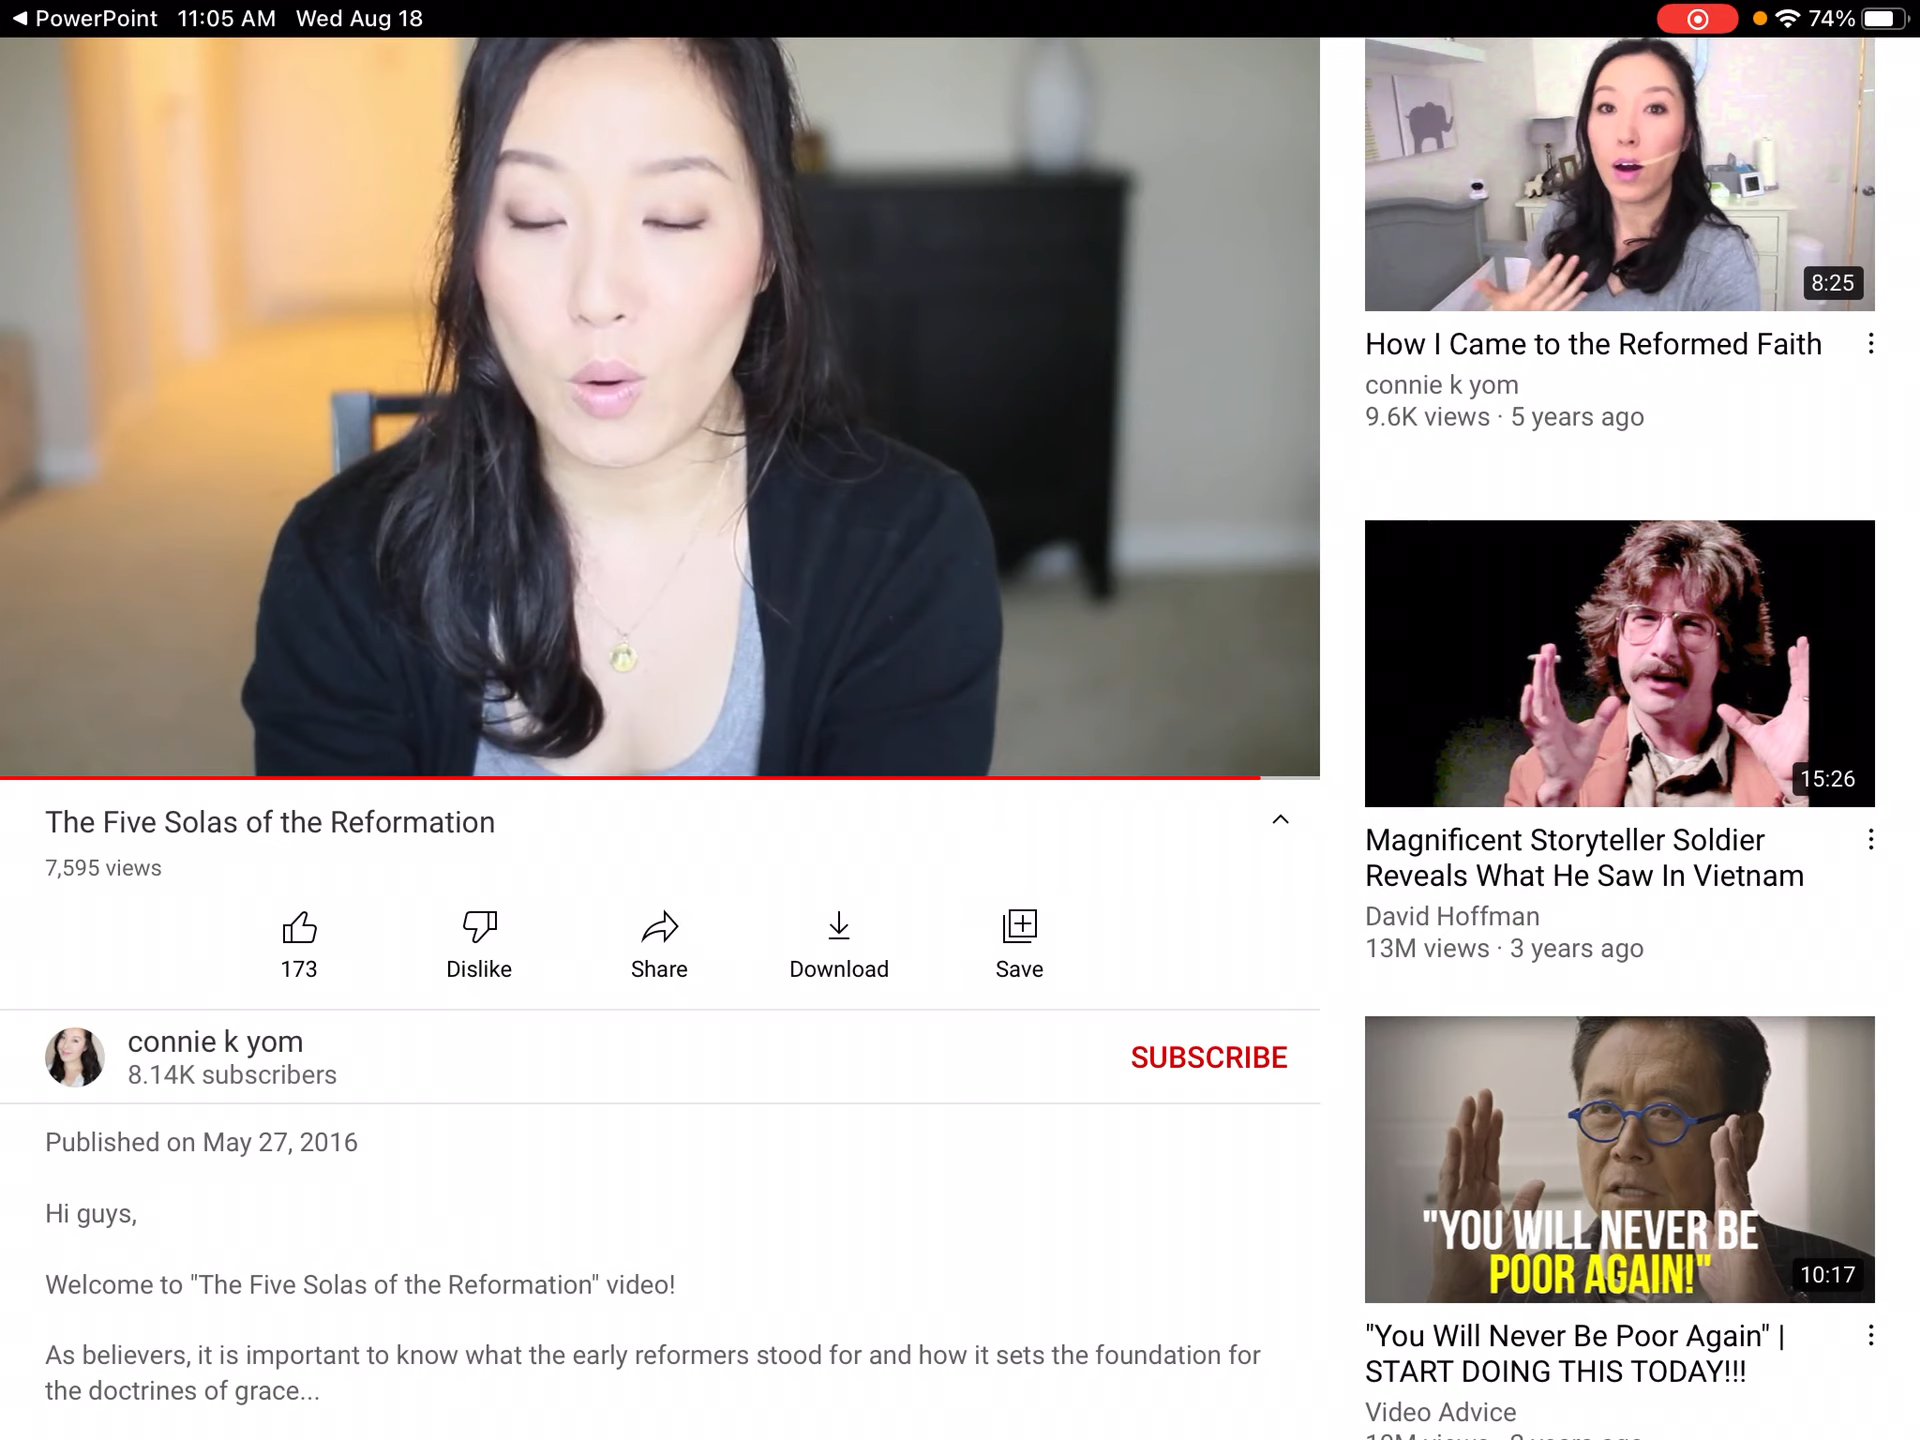 PowerPoint 11:05 AM Wed Aug 18 74%
The Five Solas of the Reformation
7,595 views
173 Dislike Share Download Save
connie k yom
8.14K subscribers
SUBSCRIBE
Published on May 27, 2016
Hi guys,
Welcome to "The Five Solas of the Reformation" video!
As believers, it is important to know what the early reformers stood for and how it sets the foundation for
the doctrines of grace...
8:25
How I Came to the Reformed Faith
connie k yom
9.6K views · 5 years ago
15:26
Magnificent Storyteller Soldier
Reveals What He Saw In Vietnam
David Hoffman
13M views · 3 years ago
"YOU WILL NEVER BE
POOR AGAIN!"
10:17
"You Will Never Be Poor Again" |
START DOING THIS TODAY!!!
Video Advice